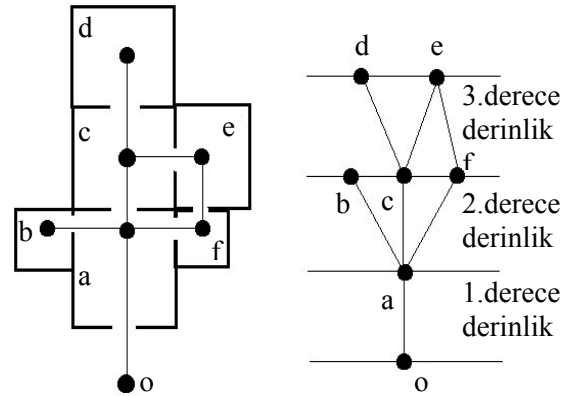 d
c
e
b
f
a
o
d e
3.derece
derinlik
f
b c
2.derece
derinlik
a
1.derece
derinlik
o